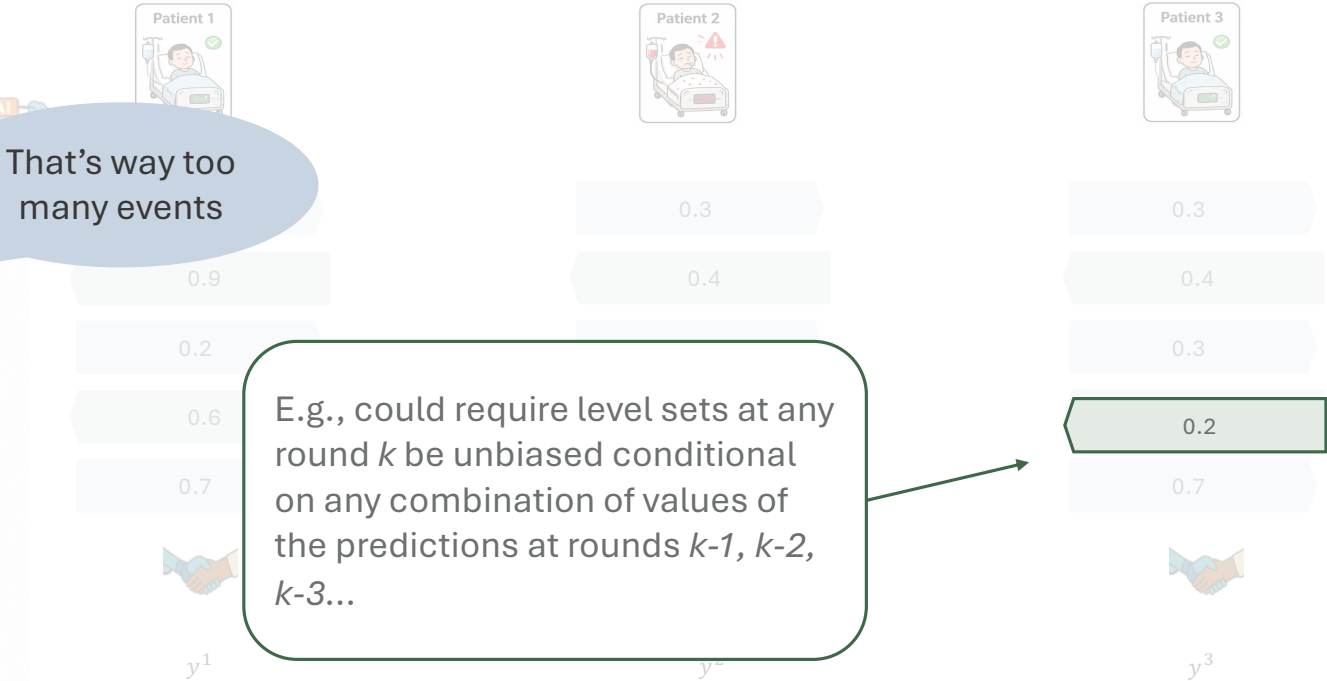 Patient 1
Patient 2
Patient 3
AI
That's way too
many events
0.3
0.3
0.9
0.4
0.4
0.2
0.3
0.6
E.g., could require level sets at any
round k be unbiased conditional
on any combination of values of
the predictions at rounds k-1, k-2,
k-3...
0.2
0.7
0.7
y¹
y²
y³